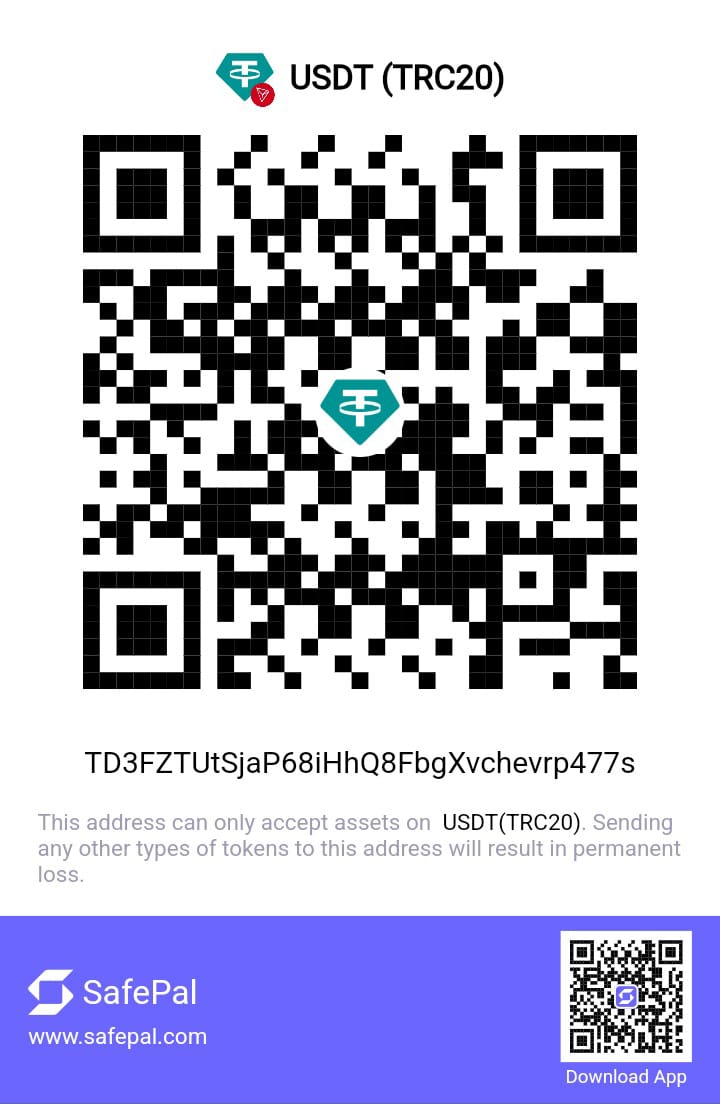 USDT (TRC20)
TD3FZTUtSjaP68iHhQ8FbgXvchevrp477s
This address can only accept assets on USDT(TRC20). Sending
any other types of tokens to this address will result in permanent
loss.
SafePal
www.safepal.com
Download App